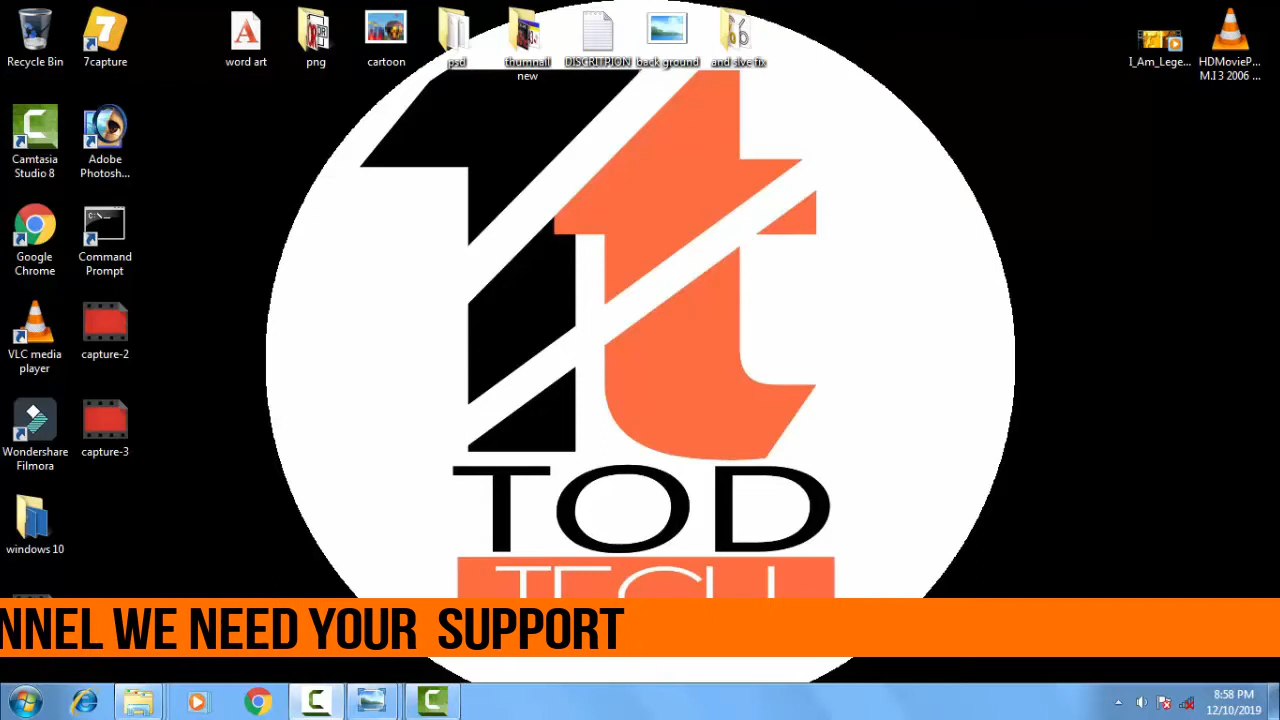 Recycle Bin
7capture
word art
png
cartoon
psd
thumnail
new
DISCRITPION
back ground
and sive fix
I_Am_Lege...
HDMovieP...
M.I 3 2006 ...
Camtasia
Studio 8
Adobe
Photosh...
Google
Chrome
Command
Prompt
VLC media
player
capture-2
Wondershare
Filmora
capture-3
windows 10
TOD
TECH
NNEL WE NEED YOUR SUPPORT
8:58 PM
12/10/2019